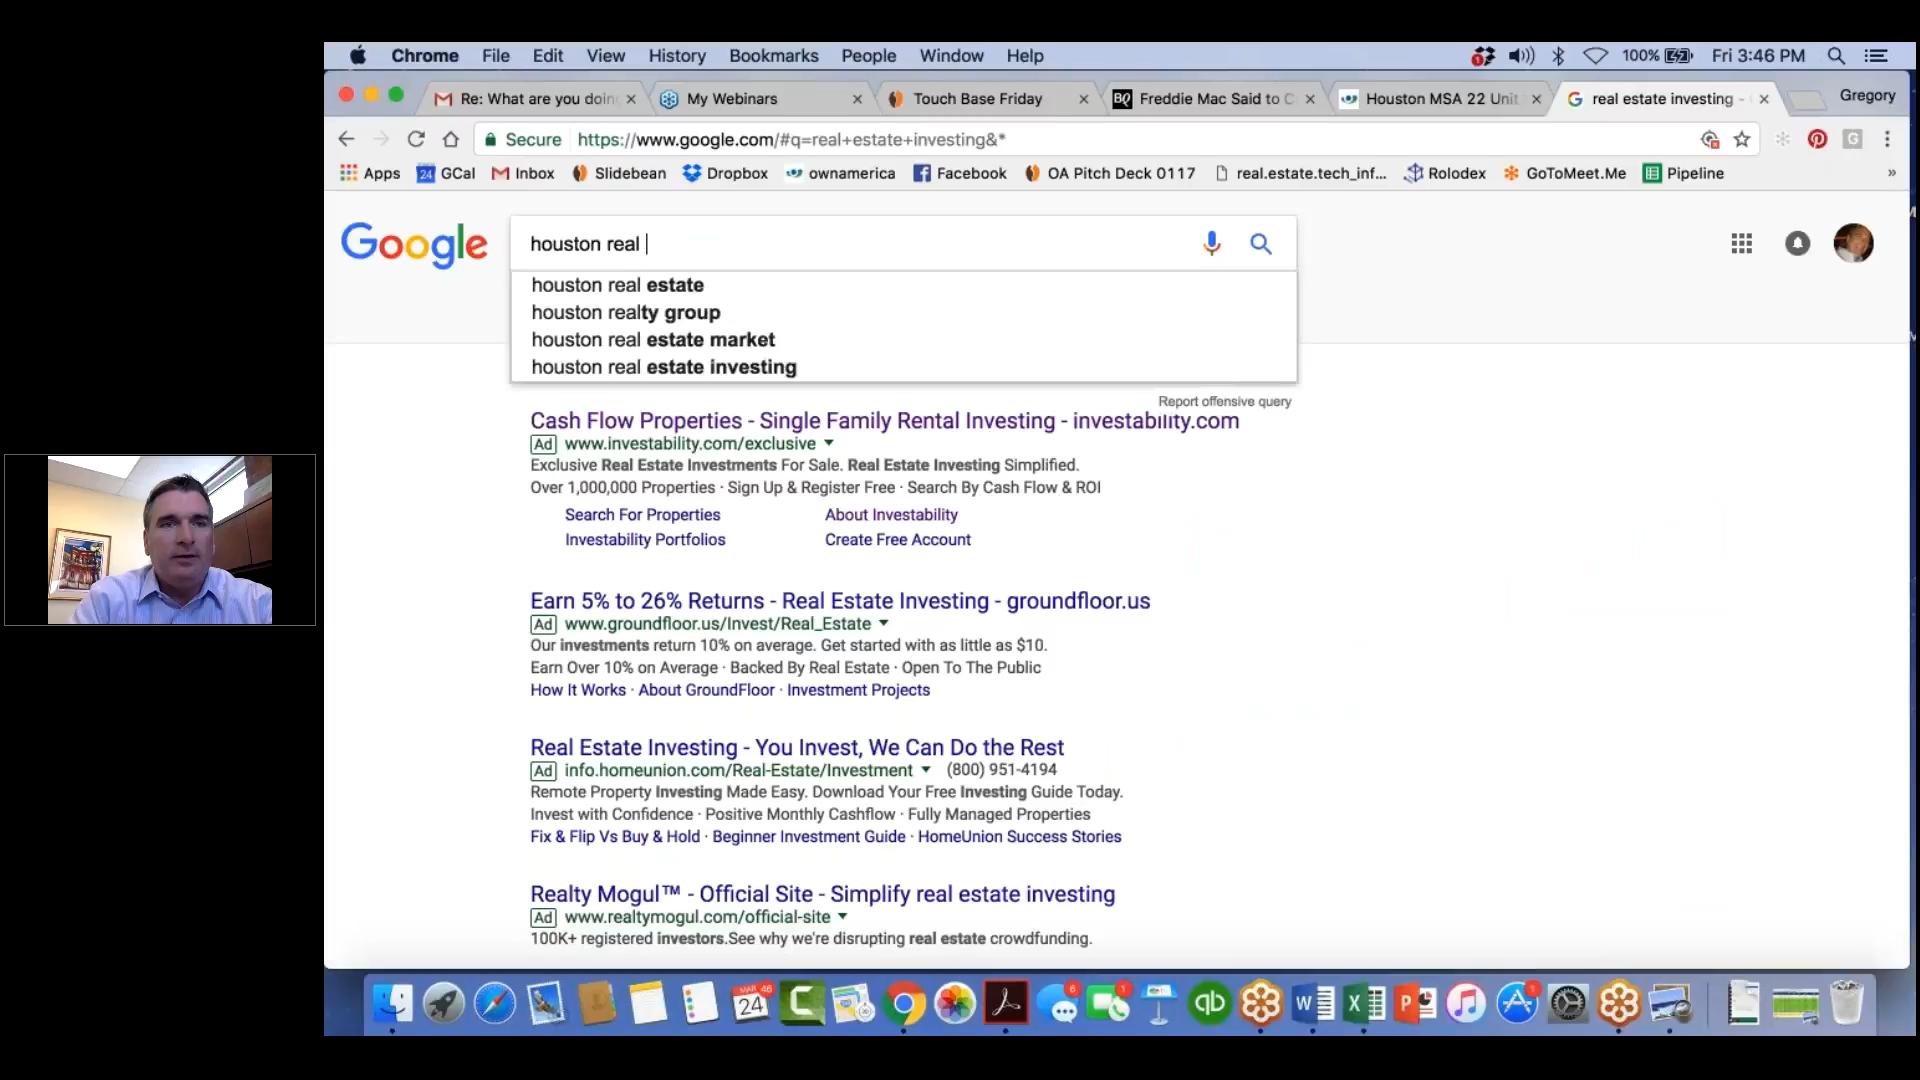 Chrome File Edit View History Bookmarks People Window Help 1 100% Fri 3:46 PM
Re: What are you doin My Webinars Touch Base Friday BQ Freddie Mac Said to C Houston MSA 22 Unit real estate investing - Gregory
Secure https://www.google.com/#q=real+estate+investing&*
Apps 24 GCal Inbox Slidebean Dropbox ownamerica Facebook OA Pitch Deck 0117 real.estate.tech_inf... Rolodex GoToMeet.Me Pipeline »
Google houston real
houston real estate
houston realty group
houston real estate market
houston real estate investing
Report offensive query
Cash Flow Properties - Single Family Rental Investing - investability.com
Ad www.investability.com/exclusive
Exclusive Real Estate Investments For Sale. Real Estate Investing Simplified.
Over 1,000,000 Properties · Sign Up & Register Free · Search By Cash Flow & ROI
Search For Properties About Investability
Investability Portfolios Create Free Account
Earn 5% to 26% Returns - Real Estate Investing - groundfloor.us
Ad www.groundfloor.us/Invest/Real_Estate
Our investments return 10% on average. Get started with as little as $10.
Earn Over 10% on Average · Backed By Real Estate · Open To The Public
How It Works · About GroundFloor · Investment Projects
Real Estate Investing - You Invest, We Can Do the Rest
Ad info.homeunion.com/Real-Estate/Investment (800) 951-4194
Remote Property Investing Made Easy. Download Your Free Investing Guide Today.
Invest with Confidence · Positive Monthly Cashflow · Fully Managed Properties
Fix & Flip Vs Buy & Hold · Beginner Investment Guide · HomeUnion Success Stories
Realty Mogul™ - Official Site - Simplify real estate investing
Ad www.realtymogul.com/official-site
100K+ registered investors.See why we're disrupting real estate crowdfunding.
MAR 46 24 C 6 1 qb W X P 1